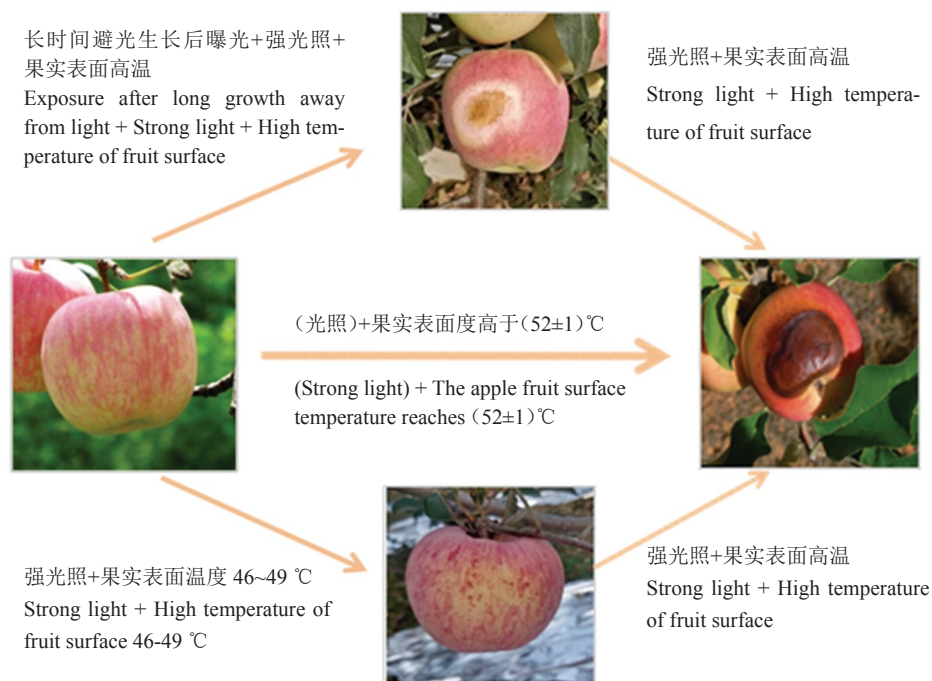 长时间避光生长后曝光+强光照+
果实表面高温
Exposure after long growth away
from light + Strong light + High tem-
perature of fruit surface
强光照+果实表面高温
Strong light + High tempera-
ture of fruit surface
（光照）+果实表面度高于（52±1）℃
(Strong light) + The apple fruit surface
temperature reaches（52±1）℃
强光照+果实表面温度 46~49 ℃
Strong light + High temperature of
fruit surface 46-49 ℃
强光照+果实表面高温
Strong light + High temperature
of fruit surface